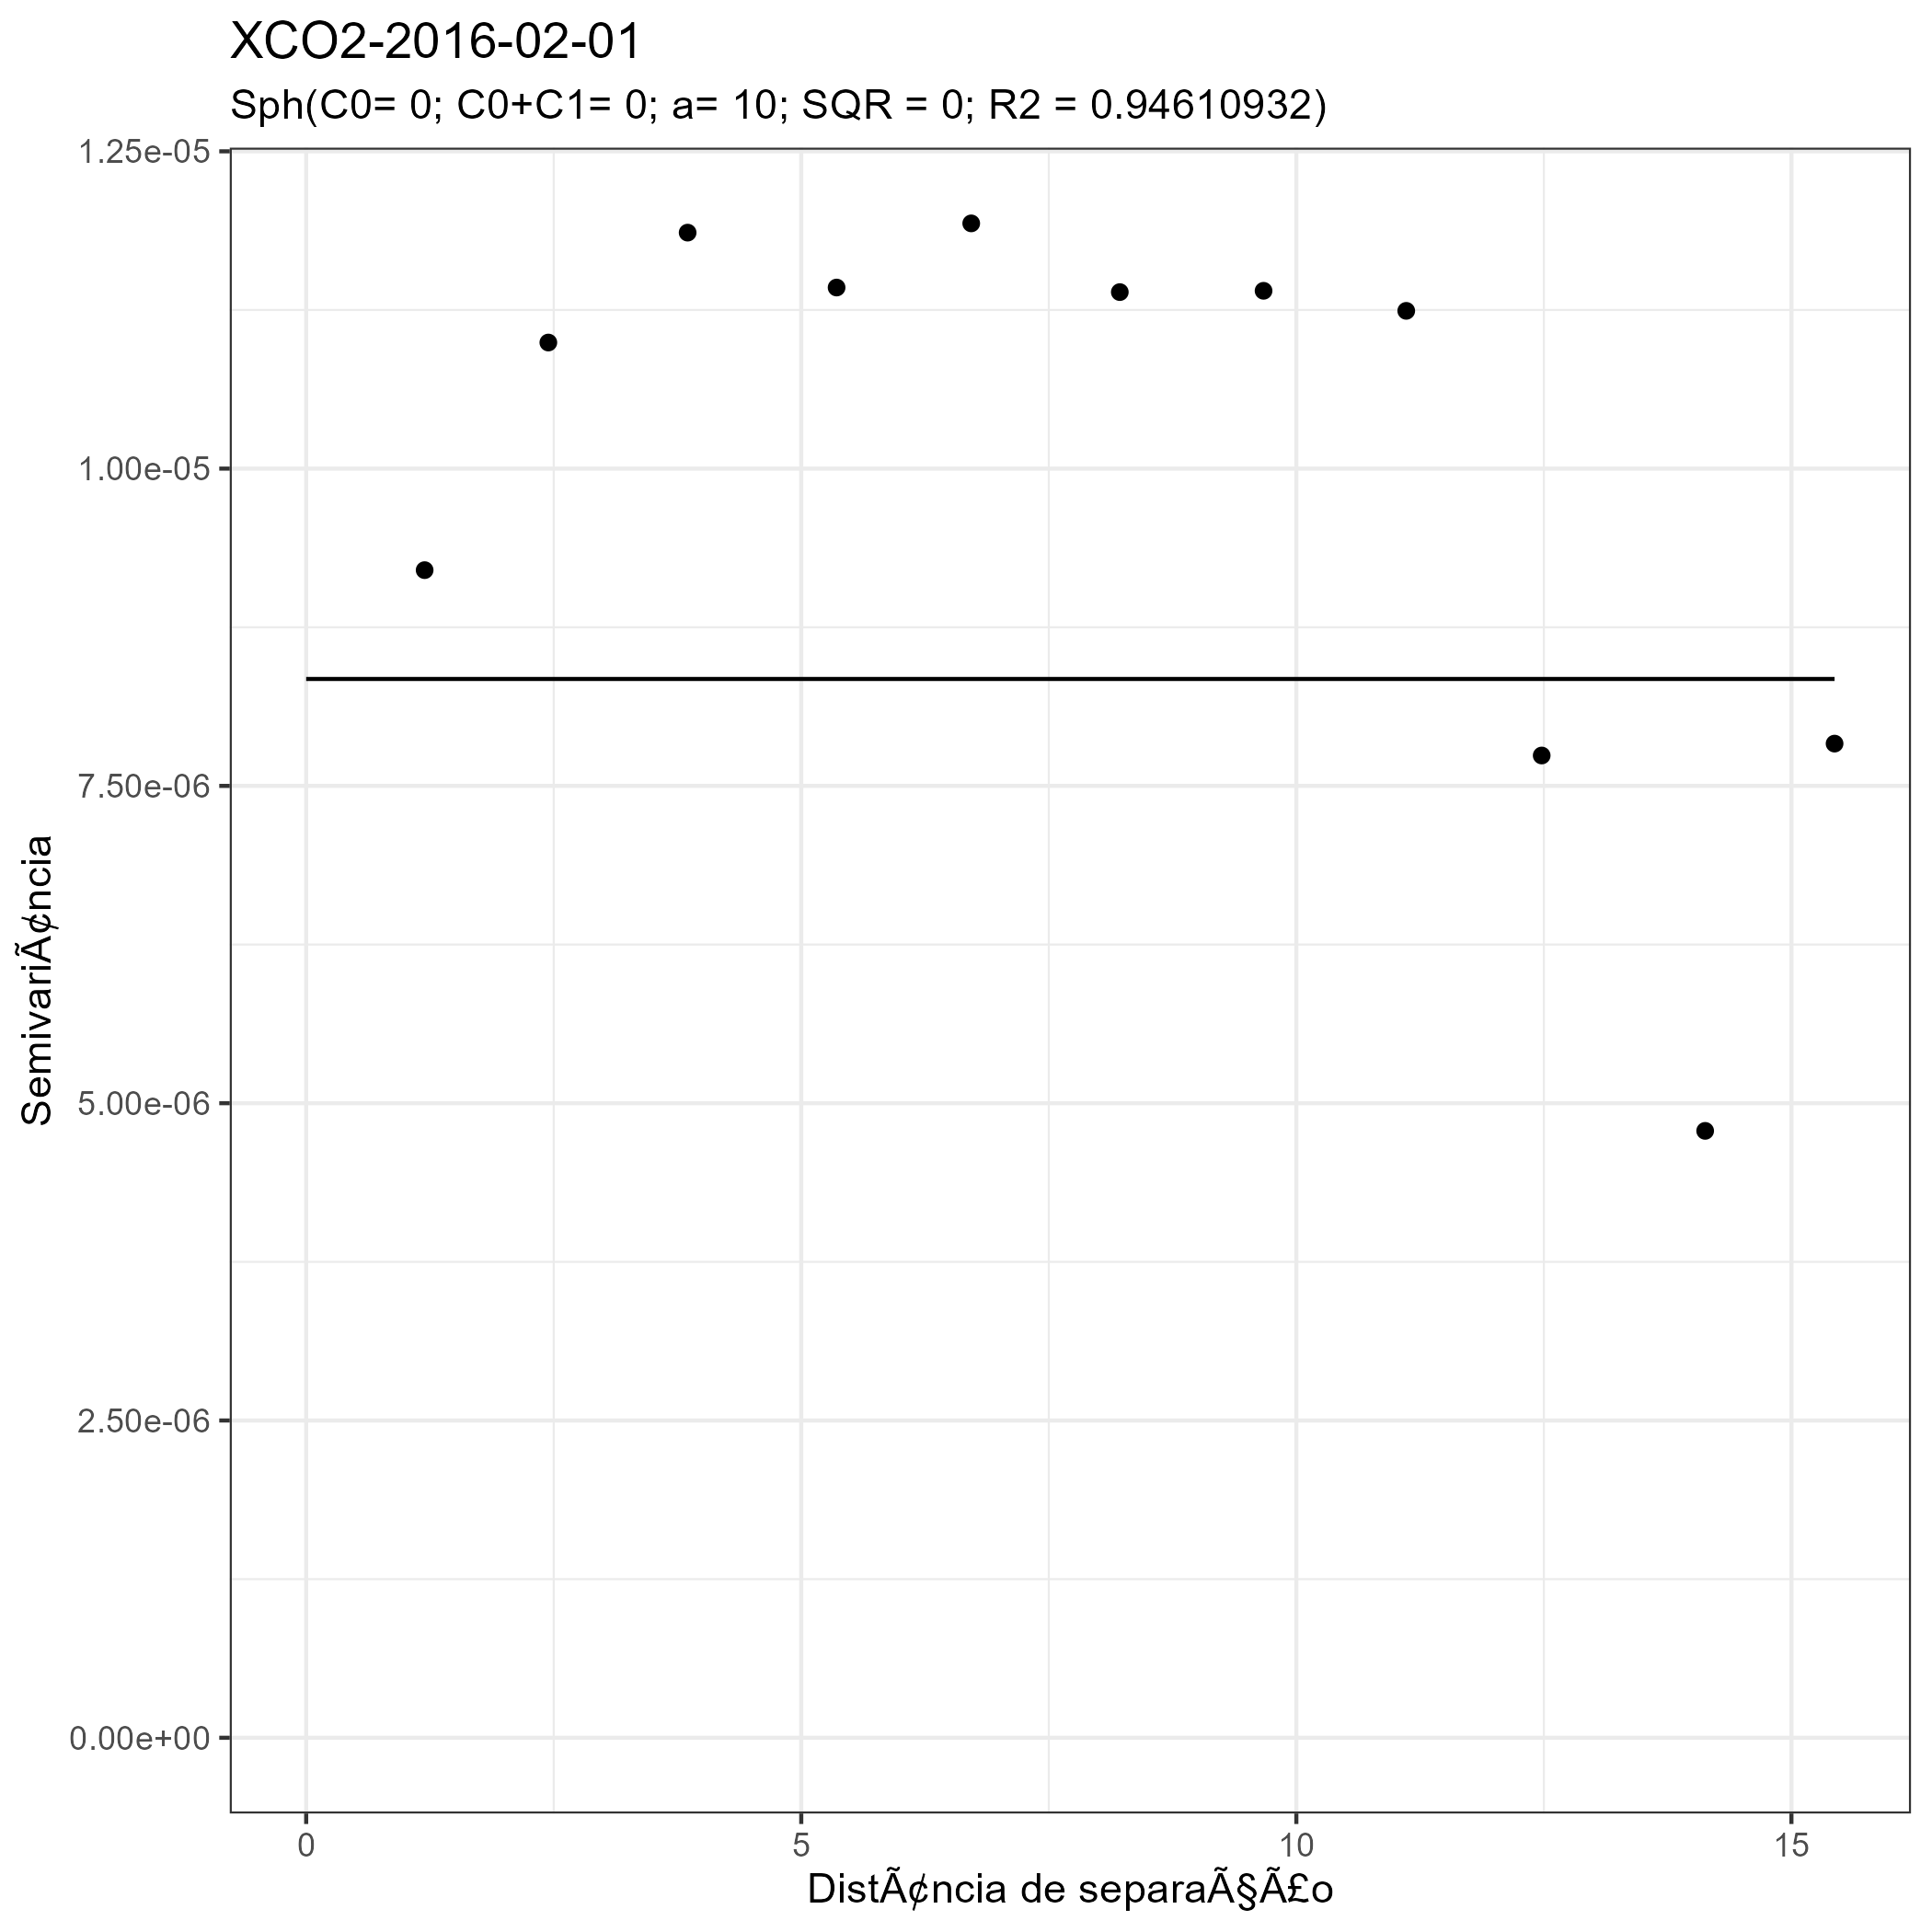 XCO2-2016-02-01
Sph(C0= 0; C0+C1= 0; a= 10; SQR = 0; R2 = 0.94610932)
1.25e-05
1.00e-05
7.50e-06
5.00e-06
2.50e-06
0.00e+00
SemivariÃ¢ncia
0 5 10 15
DistÃ¢ncia de separaÃ§Ã£o